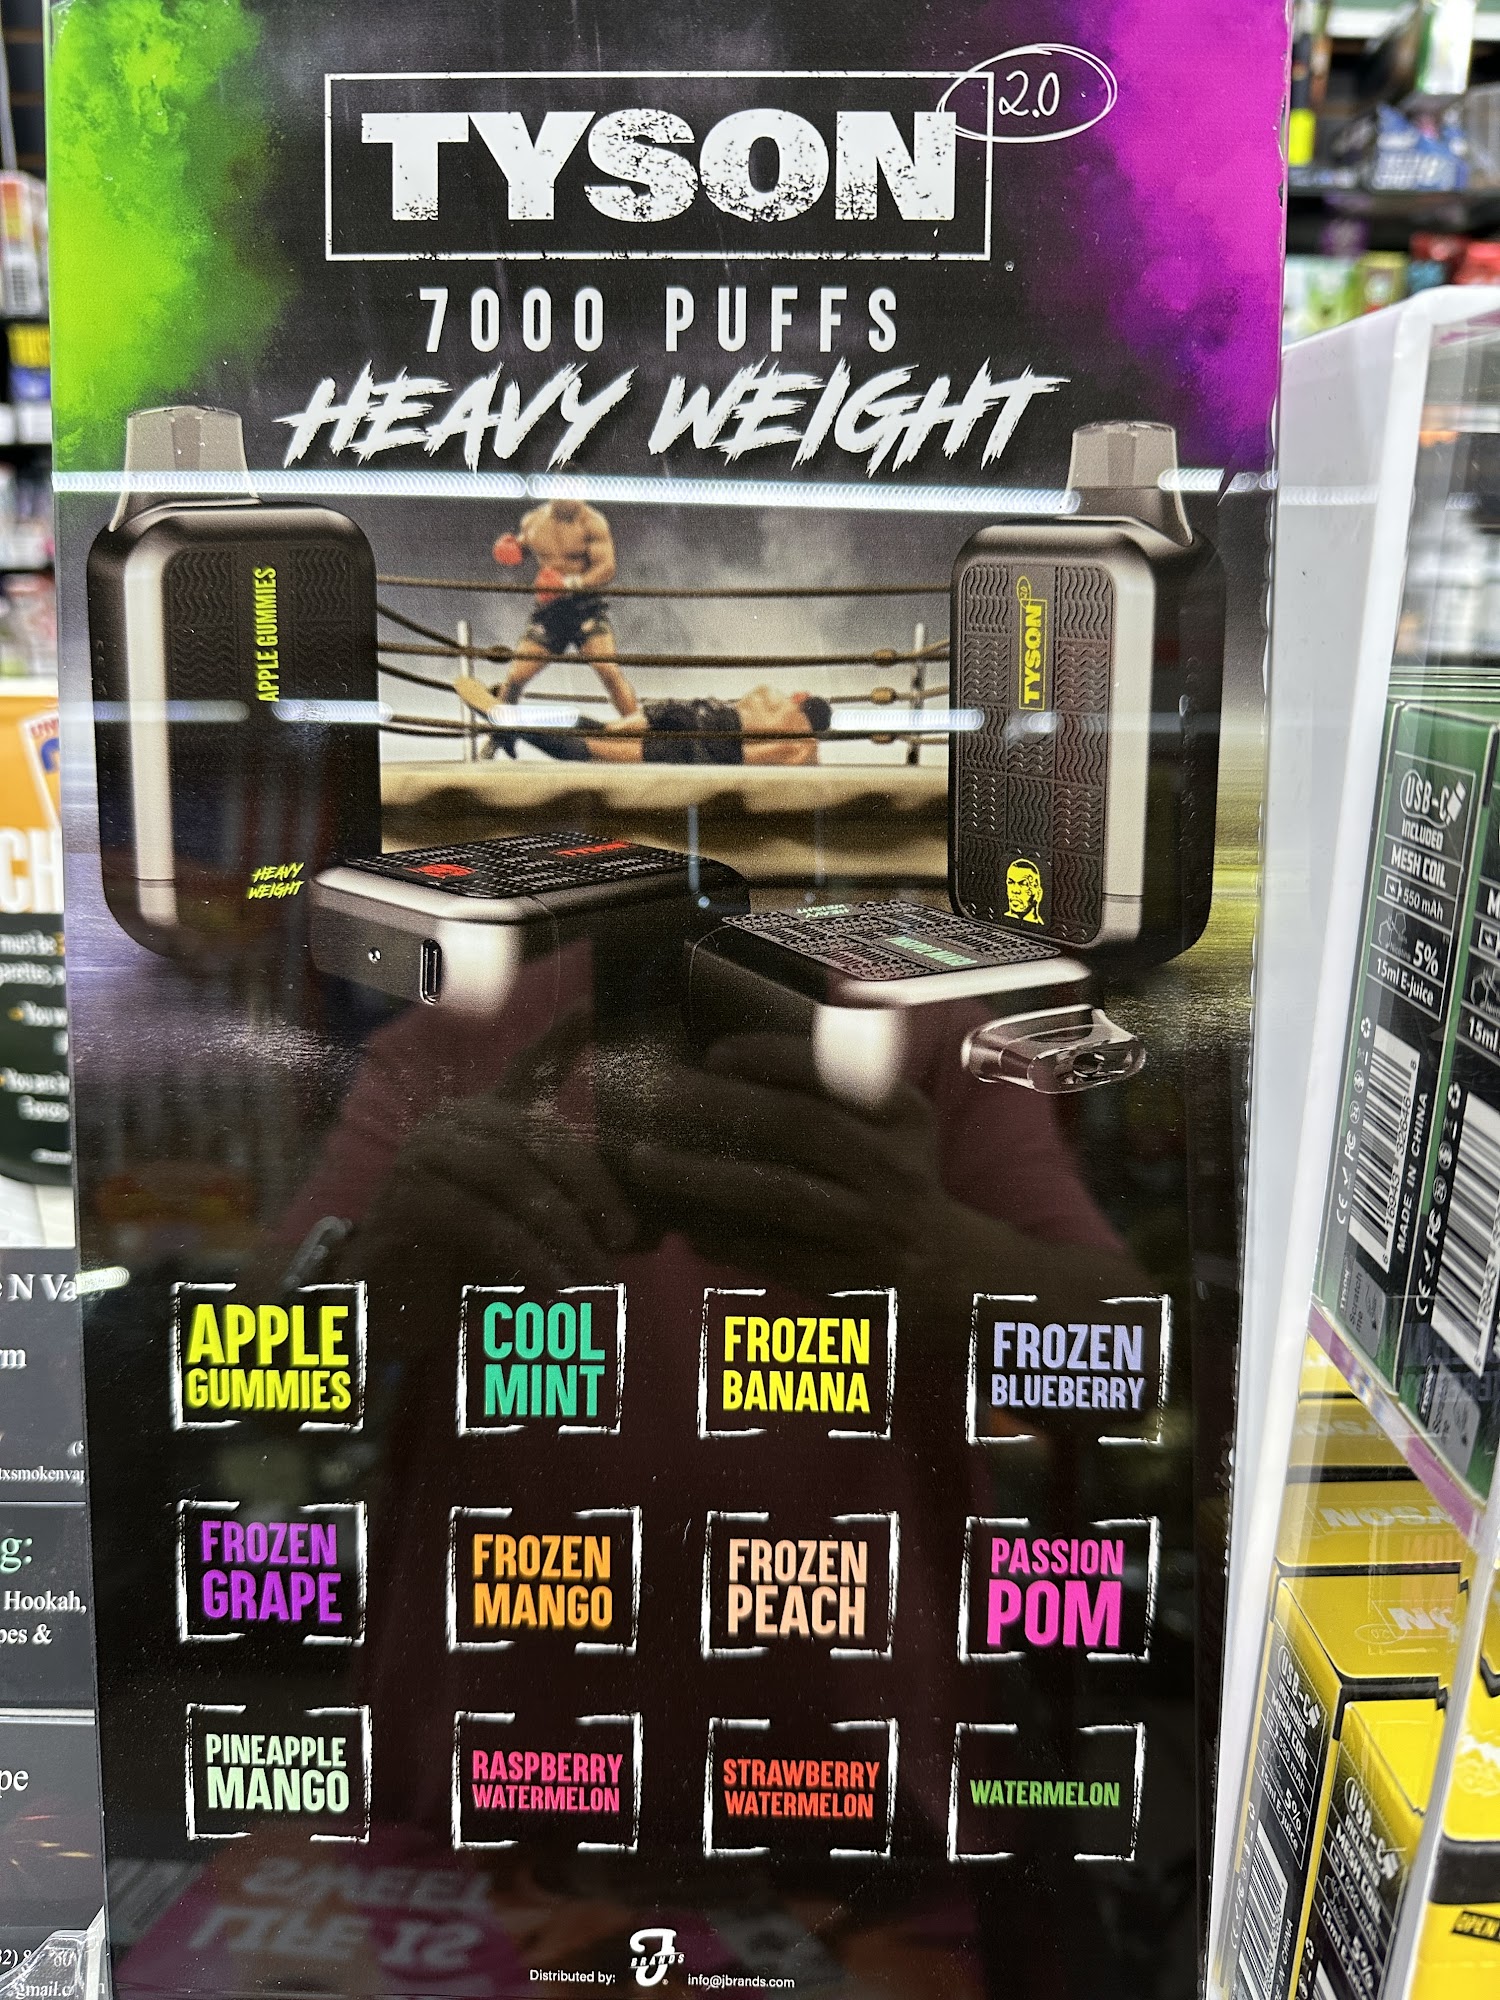 TYSON 2.0
7000 PUFFS
HEAVY WEIGHT
APPLE GUMMIES
HEAVY
WEIGHT
TYSON
APPLE
GUMMIES
COOL
MINT
FROZEN
BANANA
FROZEN
BLUEBERRY
FROZEN
GRAPE
FROZEN
MANGO
FROZEN
PEACH
PASSION
POM
PINEAPPLE
MANGO
RASPBERRY
WATERMELON
STRAWBERRY
WATERMELON
WATERMELON
Distributed by:
J
BRANDS
info@jbrands.com
USB-C
INCLUDED
MESH COIL
550 mAh
5%
15ml E-juice
MADE IN CHINA
Hookah,